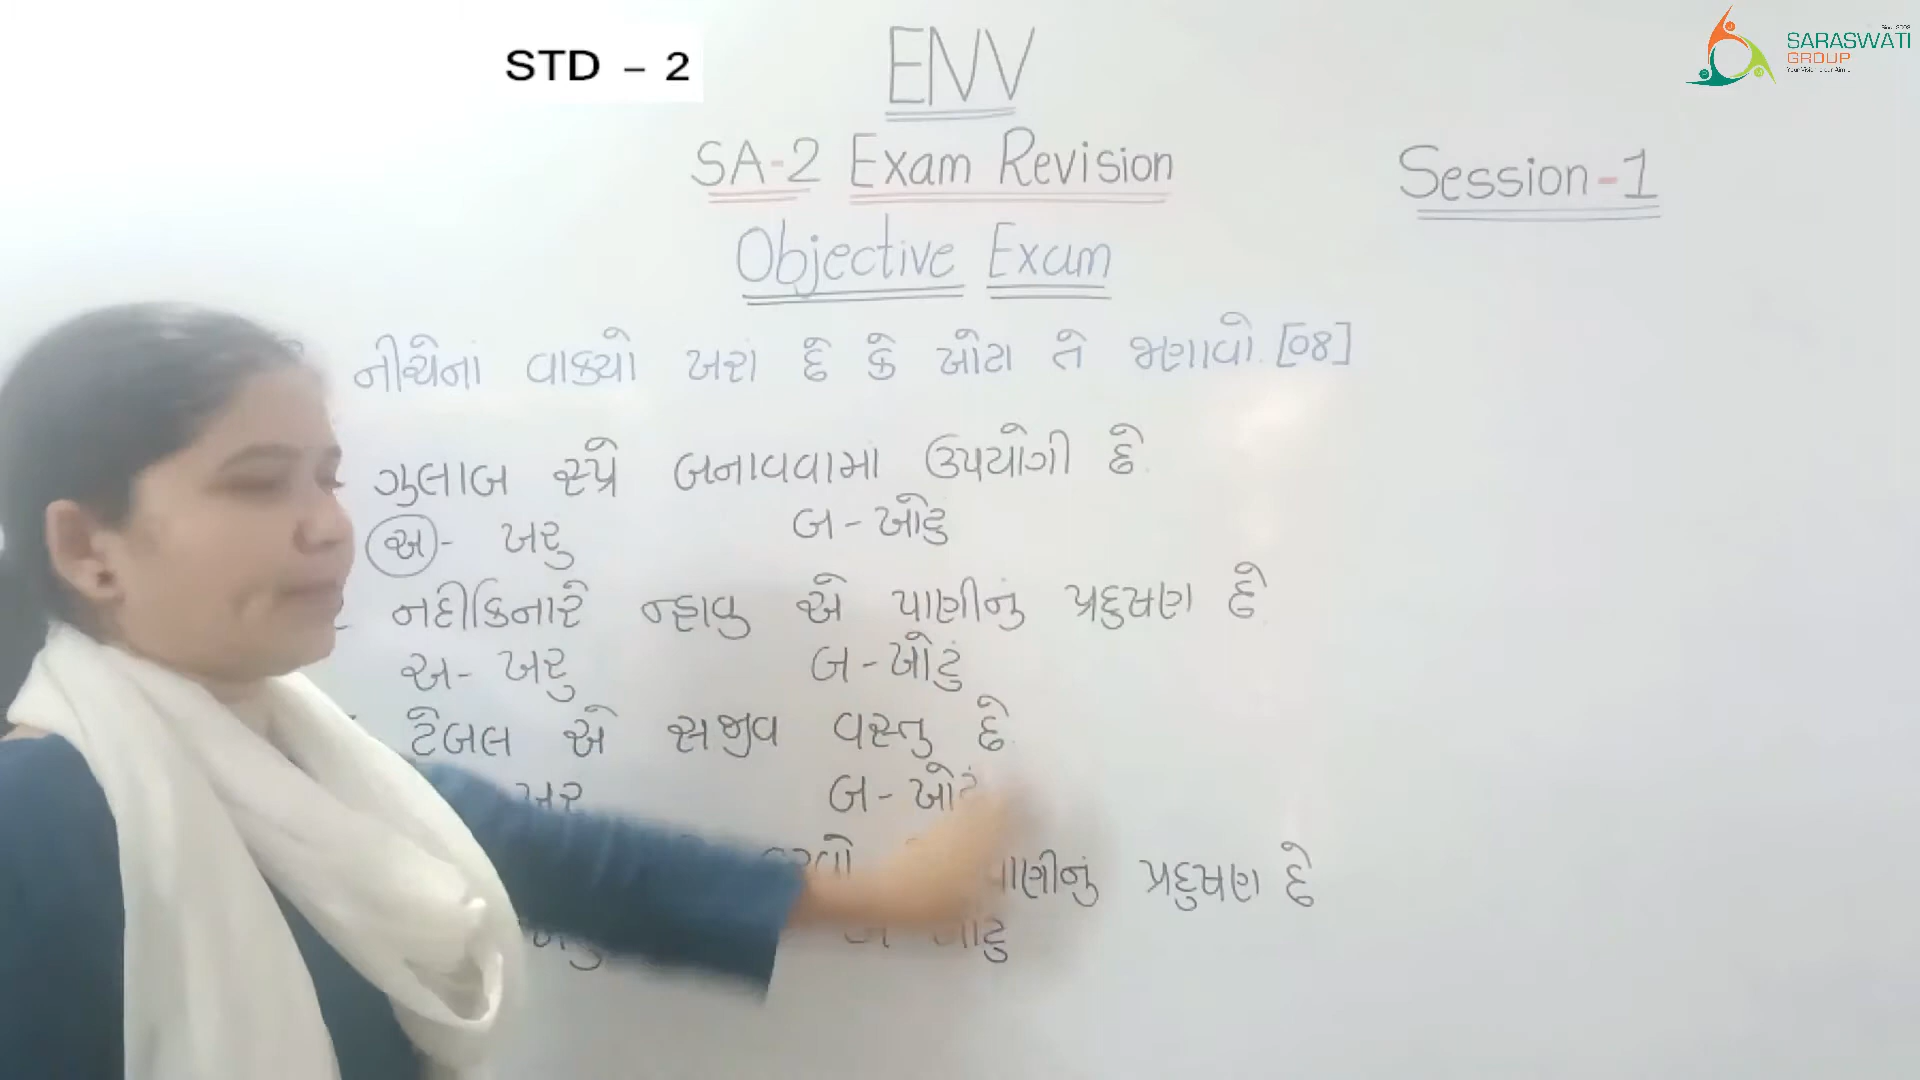 STD - 2
ENV
SARASWATI
GROUP
SA-2 Exam Revision
Session-1
Objective Exam
નીચેનાં વાક્યો ખરાં છે કે ખોટા તે જણાવો. [08]
ગુલાબ સ્પ્રે બનાવવામાં ઉપયોગી છે.
અ- ખરુ બ- ખોટુ
નદીકિનારે ન્હાવુ એ પાણીનું પ્રદુષણ છે.
અ- ખરુ બ- ખોટું
ટેબલ એ સજીવ વસ્તુ છે.
બ-
પ્રદુષણ છે